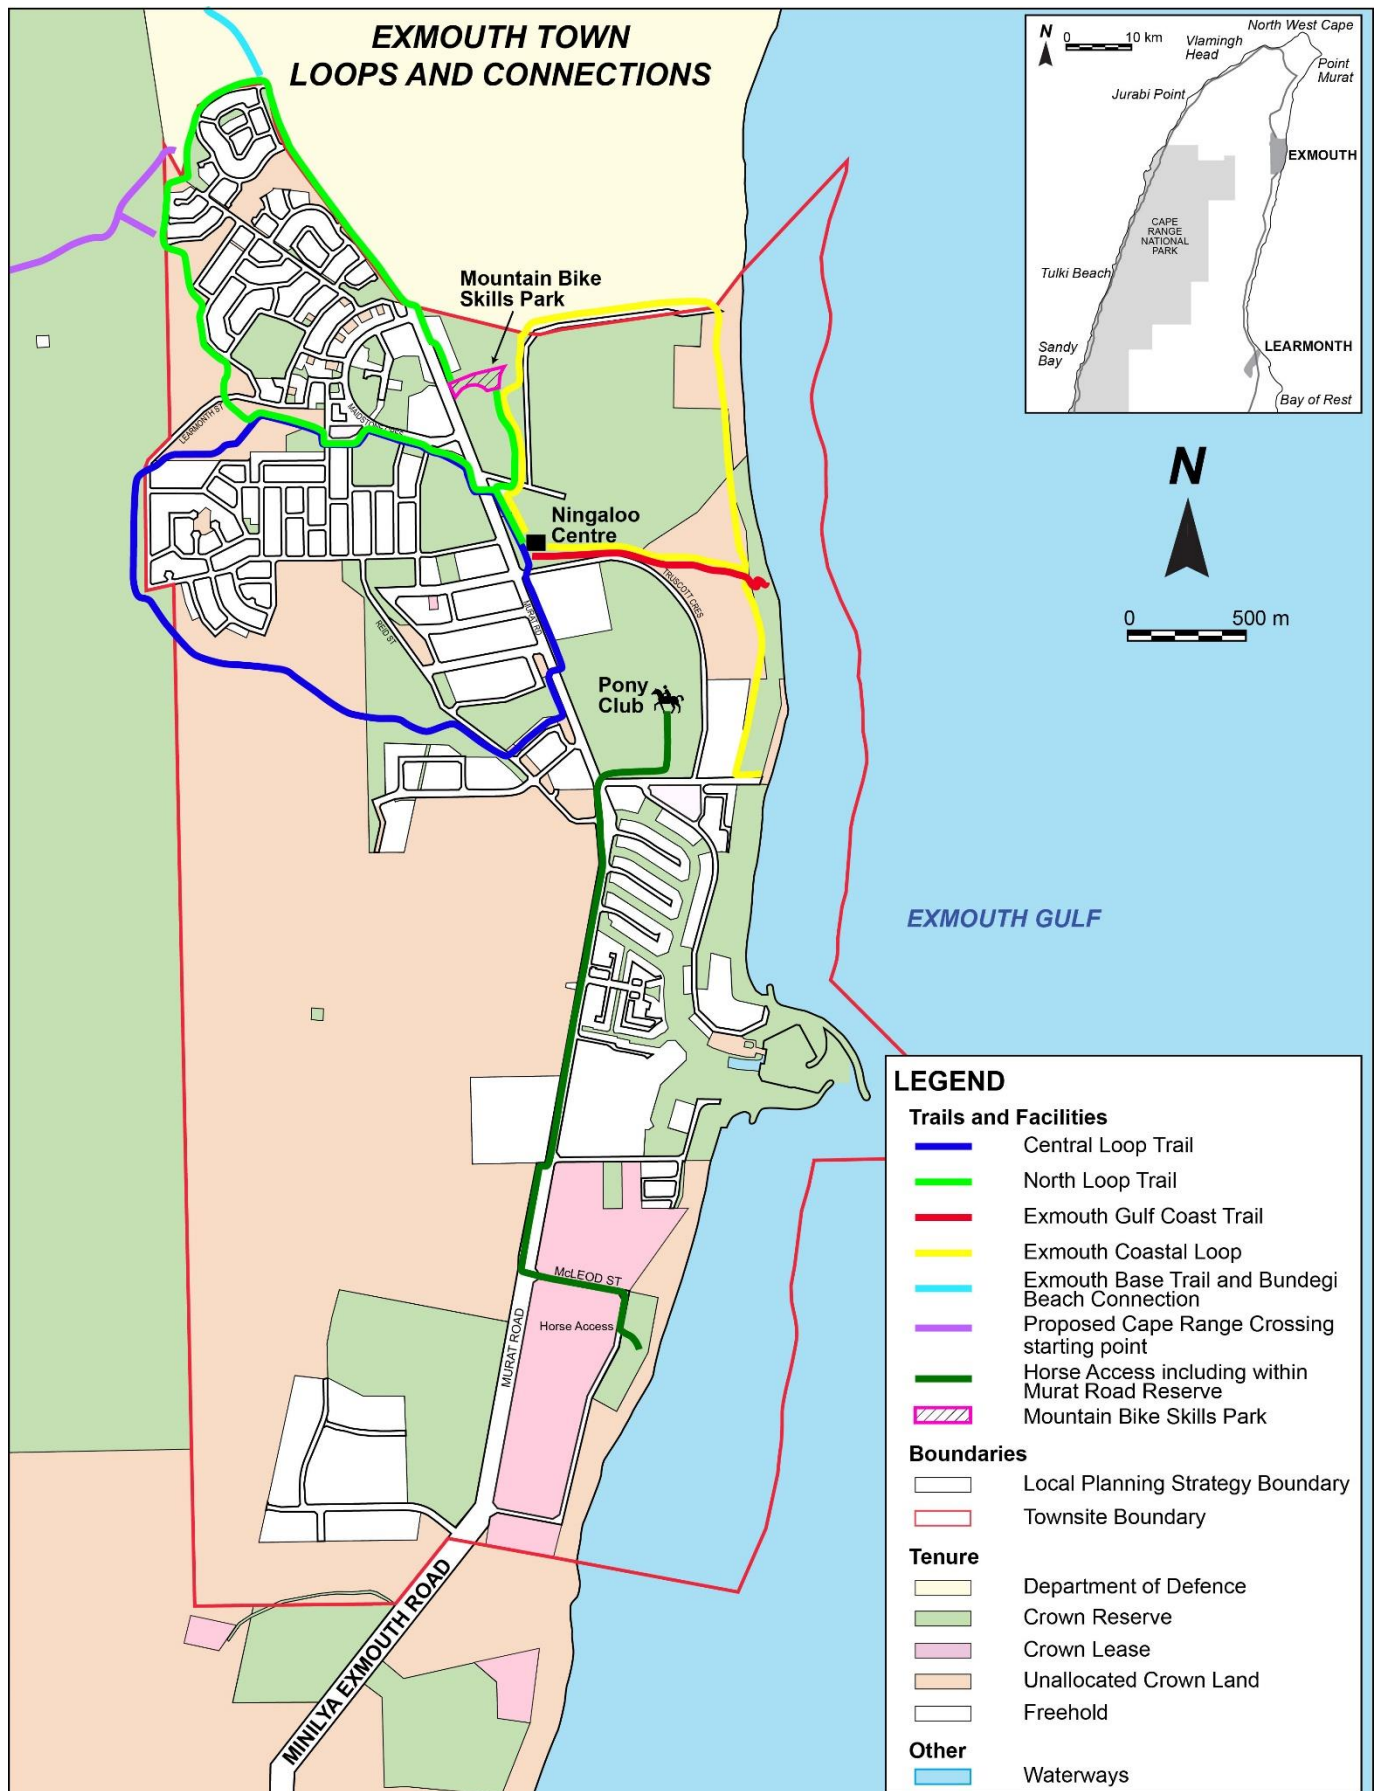 EXMOUTH TOWN
LOOPS AND CONNECTIONS
N
0 10 km
North West Cape
Vlamingh
Head
Point
Murat
Jurabi Point
EXMOUTH
CAPE
RANGE
NATIONAL
PARK
Tulki Beach
Sandy
Bay
LEARMONTH
Bay of Rest
Mountain Bike
Skills Park
LEARMONTH ST
N
0 500 m
Ningaloo
Centre
TRUSCOTT CRES
MURAT RD
REID ST
Pony
Club
EXMOUTH GULF
McLEOD ST
Horse Access
MURAT ROAD
MINILYA EXMOUTH ROAD
LEGEND
Trails and Facilities
Central Loop Trail
North Loop Trail
Exmouth Gulf Coast Trail
Exmouth Coastal Loop
Exmouth Base Trail and Bundegi
Beach Connection
Proposed Cape Range Crossing
starting point
Horse Access including within
Murat Road Reserve
Mountain Bike Skills Park
Boundaries
Local Planning Strategy Boundary
Townsite Boundary
Tenure
Department of Defence
Crown Reserve
Crown Lease
Unallocated Crown Land
Freehold
Other
Waterways